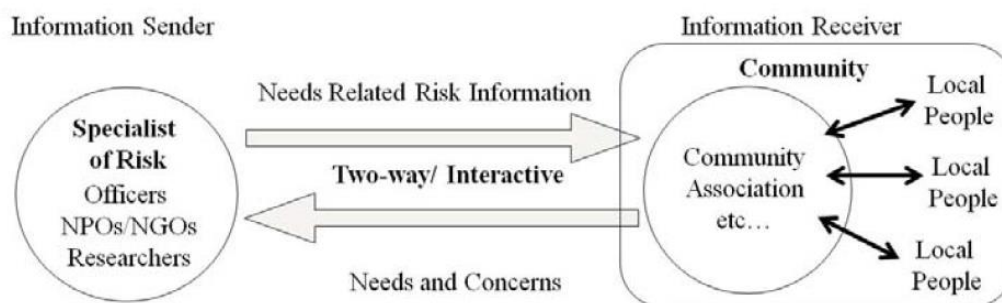 Information Sender
Information Receiver
Community
Needs Related Risk Information
Specialist
of Risk
Officers
NPOs/NGOs
Researchers
Two-way/ Interactive
Needs and Concerns
Community
Association
etc…
Local
People
Local
People
Local
People